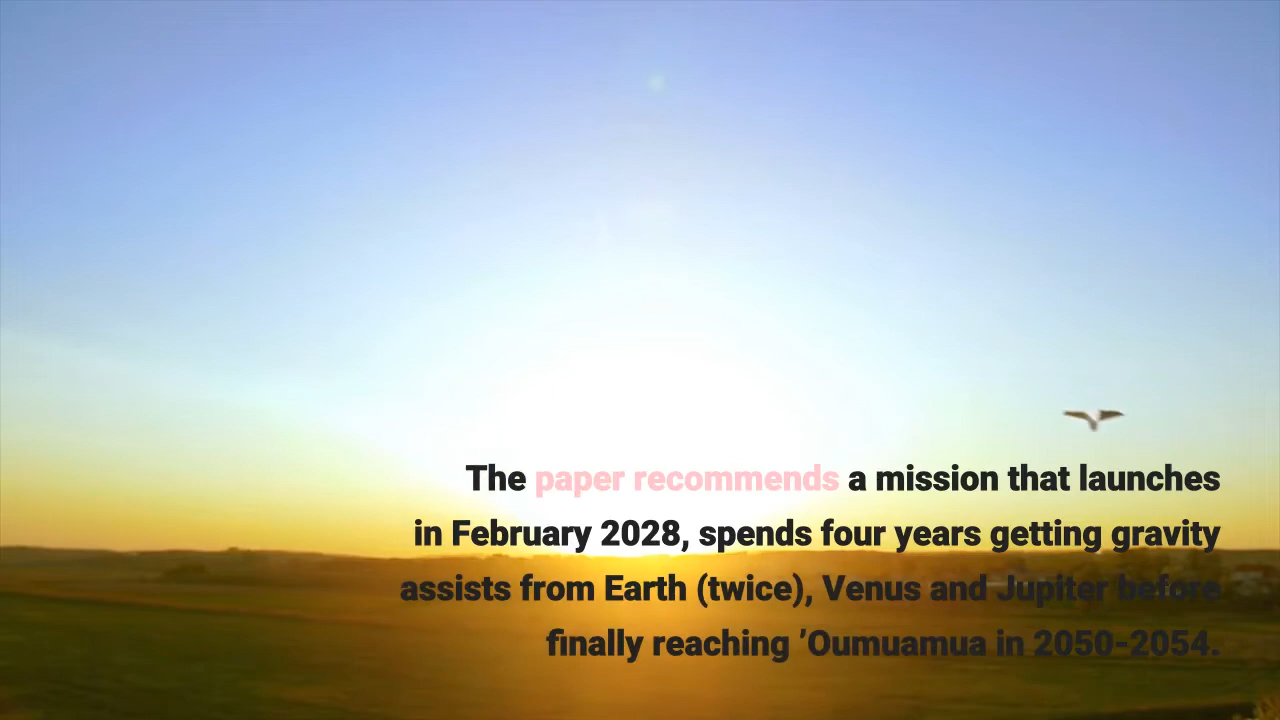 The paper recommends a mission that launches
in February 2028, spends four years getting gravity
assists from Earth (twice), Venus and Jupiter before
finally reaching ’Oumuamua in 2050-2054.